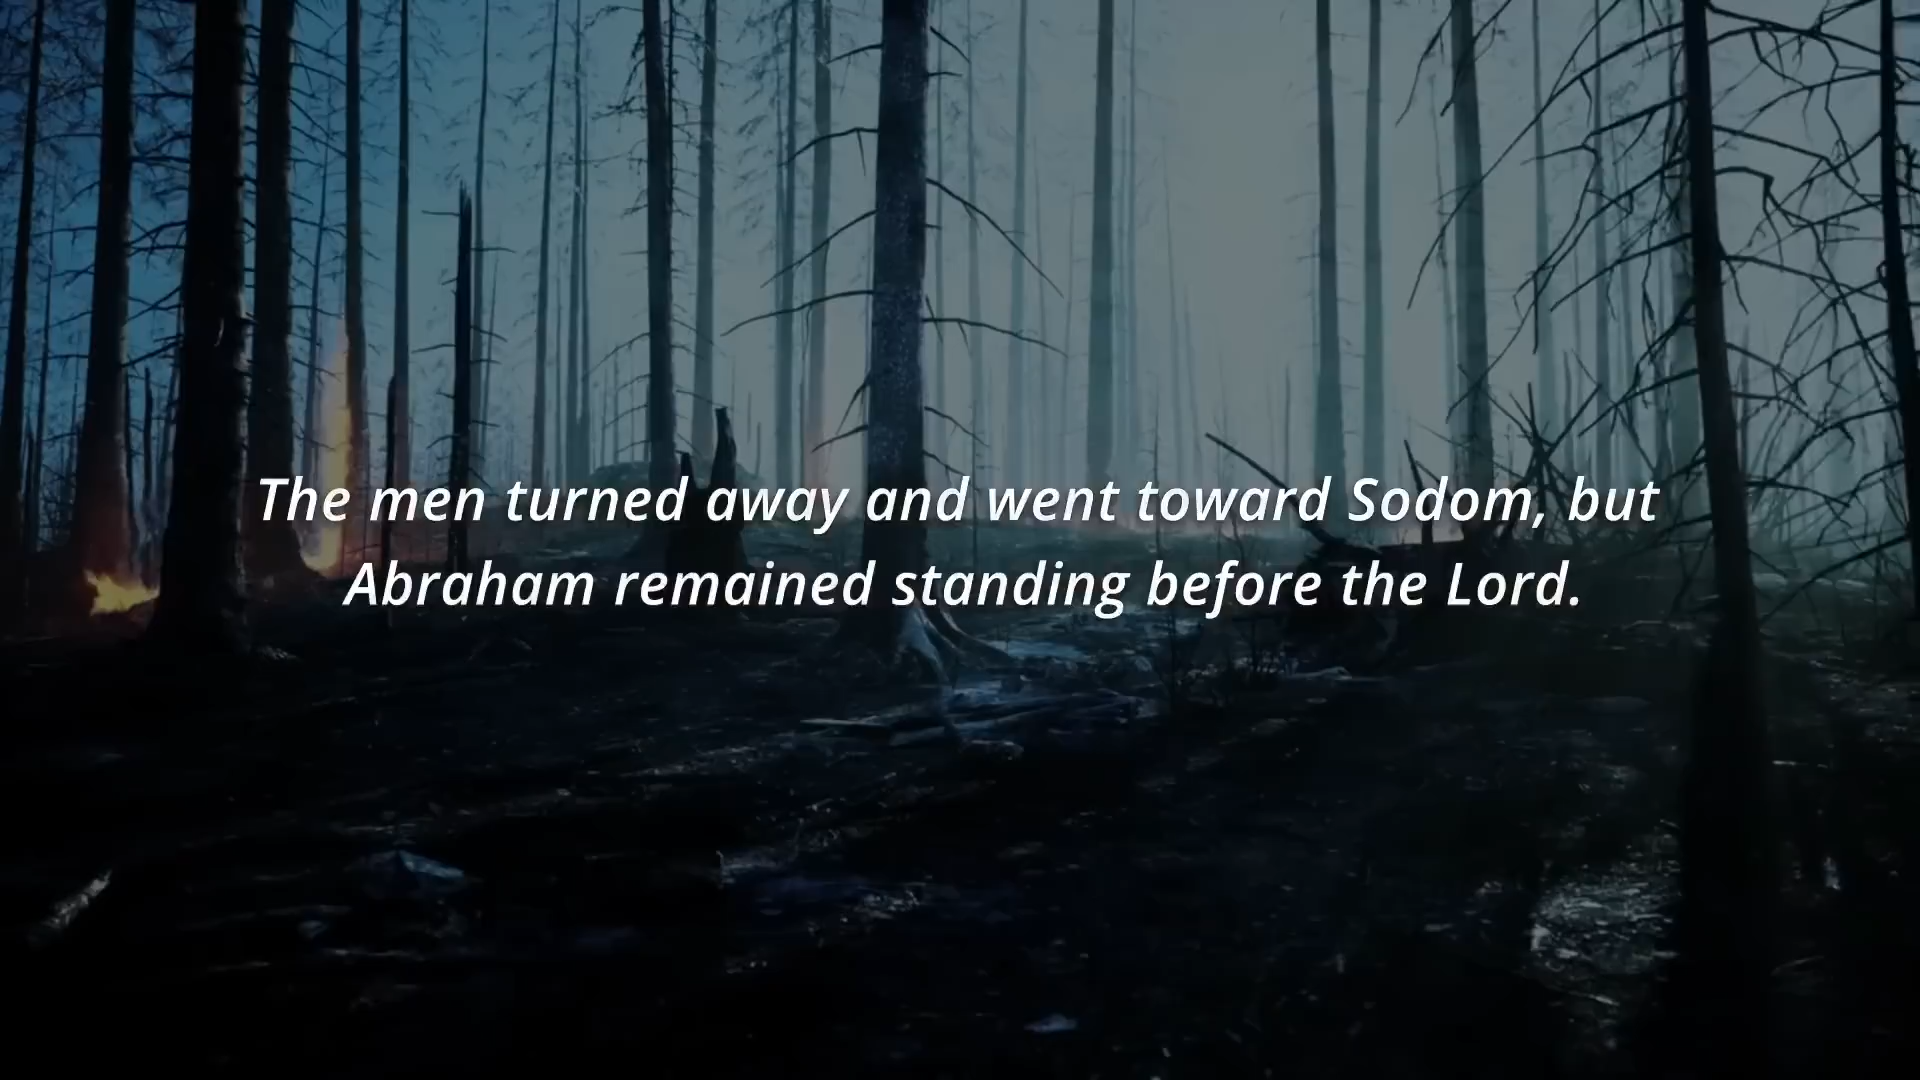 The men turned away and went toward Sodom, but
Abraham remained standing before the Lord.